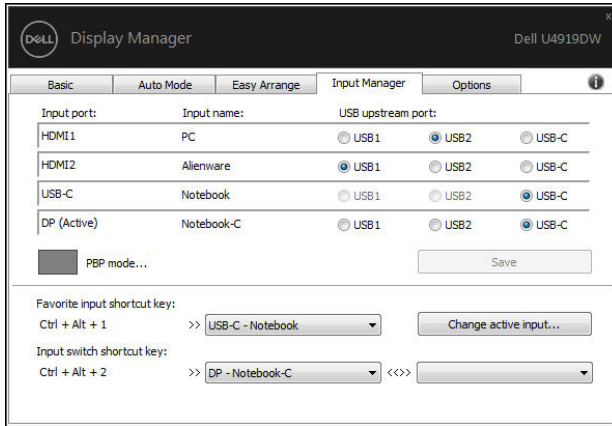 DELL Display Manager Dell U4919DW
x
Basic Auto Mode Easy Arrange Input Manager Options i
Input port: Input name: USB upstream port:
HDMI1 PC USB1 USB2 USB-C
HDMI2 Alienware USB1 USB2 USB-C
USB-C Notebook USB1 USB2 USB-C
DP (Active) Notebook-C USB1 USB2 USB-C
PBP mode... Save
Favorite input shortcut key:
Ctrl + Alt + 1 >> USB-C - Notebook Change active input...
Input switch shortcut key:
Ctrl + Alt + 2 >> DP - Notebook-C <<>>